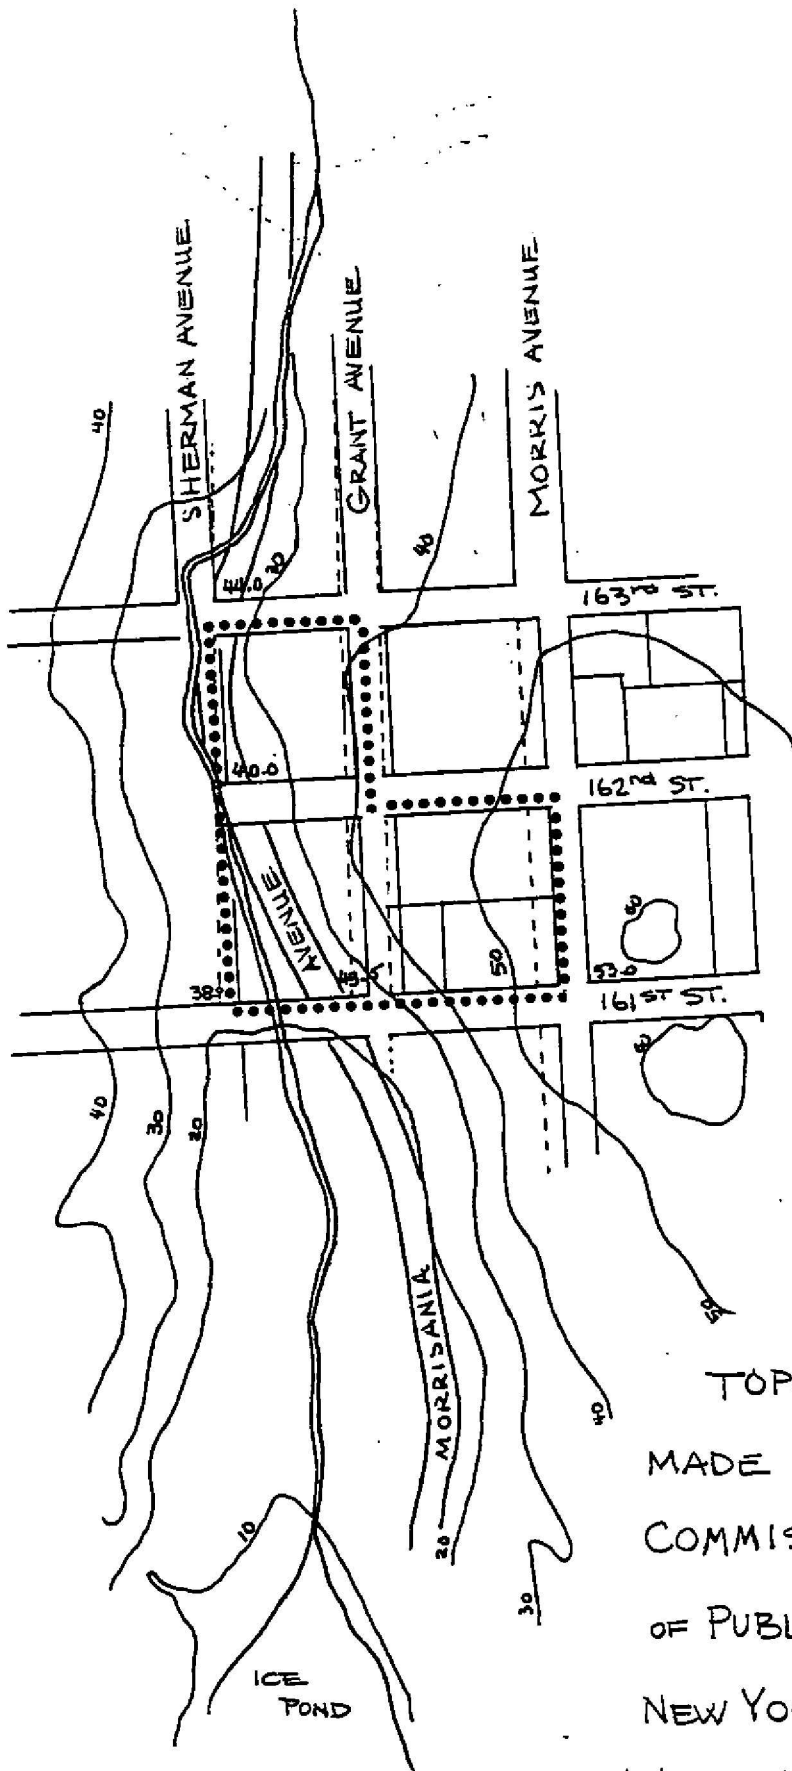 SHERMAN AVENUE
GRANT AVENUE
MORRIS AVENUE
40
40
44.0
30
163rd ST.
40.0
162nd ST.
AVENUE
60
50
53.0
38.0
161ST ST.
60
40
30
20
MORRISANIA
50
40
10
20
30
ICE
POND
TOP
MADE
COMMIS
OF PUBL
NEW YO